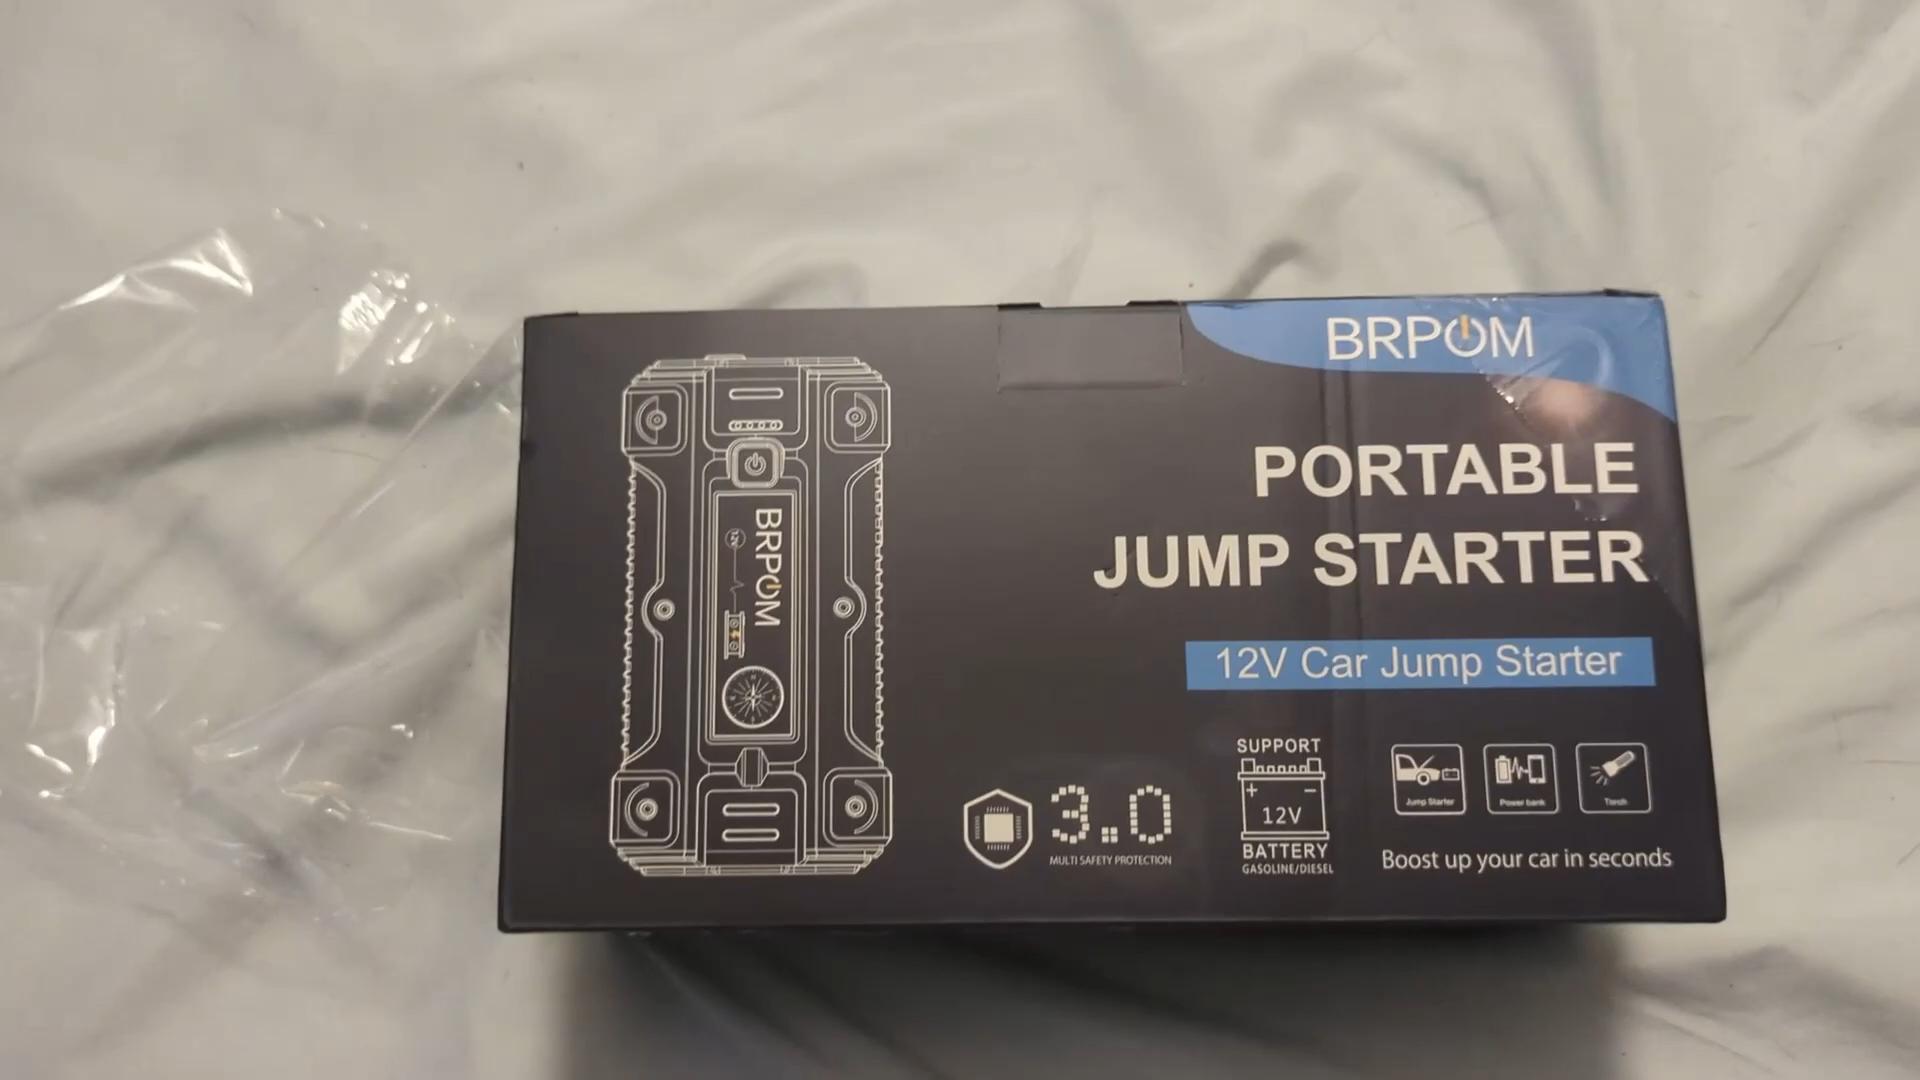 BRPOM
PORTABLE
JUMP STARTER
12V Car Jump Starter
BRPOM
12V
3.0
MULTI SAFETY PROTECTION
SUPPORT
+ −
12V
BATTERY
GASOLINE/DIESEL
Jump Starter
Power bank
Torch
Boost up your car in seconds